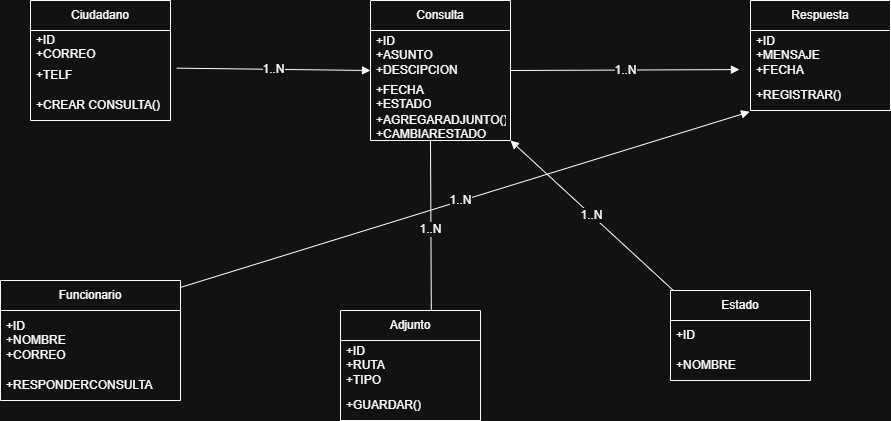 Ciudadano
+ID
+CORREO
+TELF
+CREAR CONSULTA()
1..N
Consulta
+ID
+ASUNTO
+DESCIPCION
+FECHA
+ESTADO
+AGREGARADJUNTO()
+CAMBIARESTADO
1..N
Respuesta
+ID
+MENSAJE
+FECHA
+REGISTRAR()
1..N
1..N
1..N
Funcionario
+ID
+NOMBRE
+CORREO
+RESPONDERCONSULTA
Adjunto
+ID
+RUTA
+TIPO
+GUARDAR()
Estado
+ID
+NOMBRE